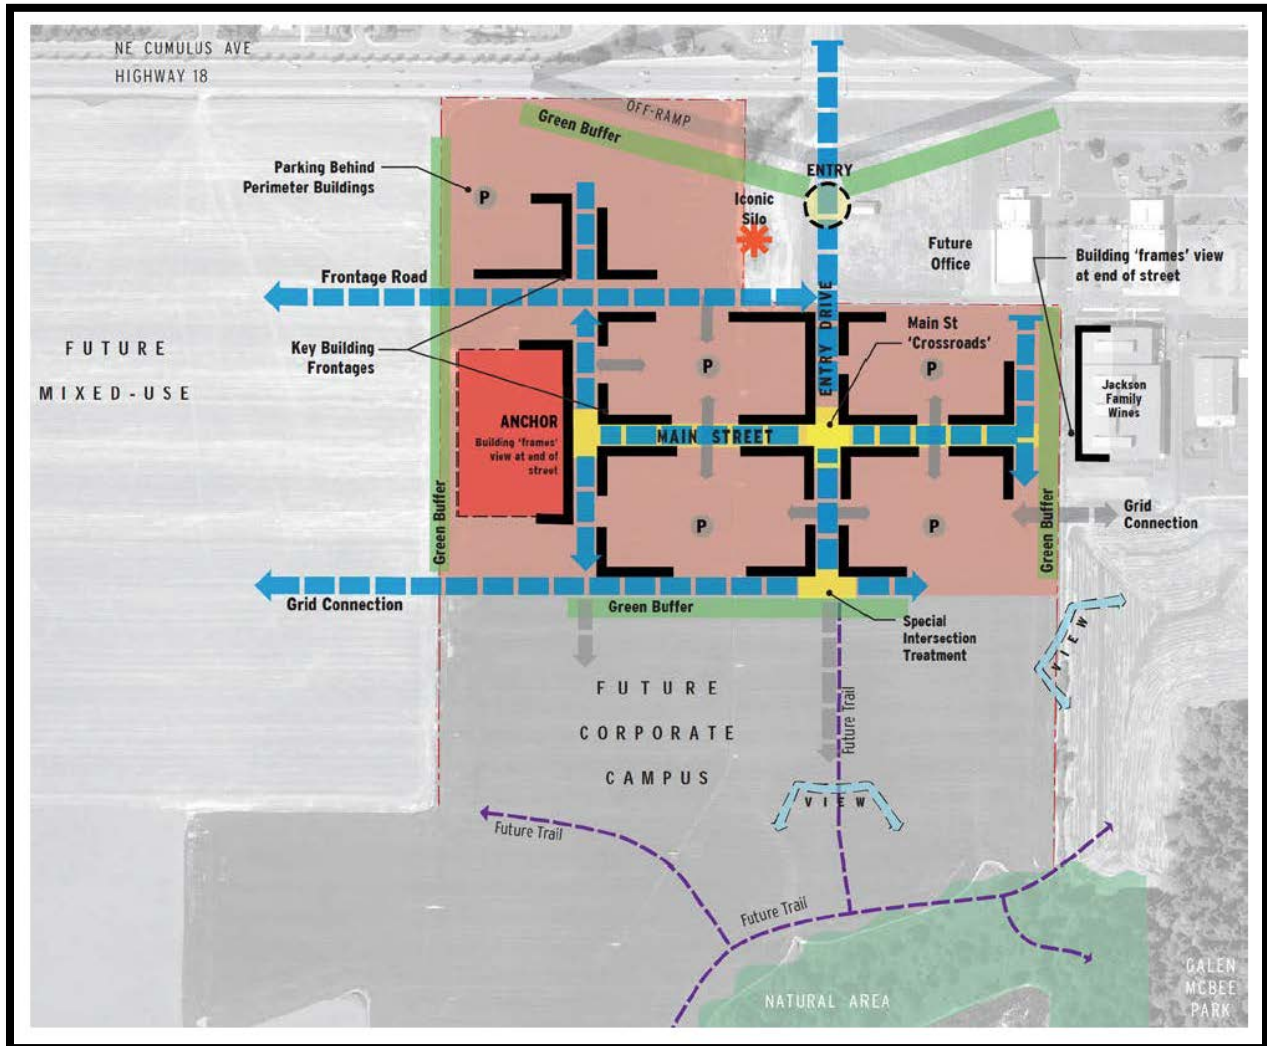 NE CUMULUS AVE
HIGHWAY 18
OFF-RAMP
Green Buffer
Parking Behind
Perimeter Buildings
P
ENTRY
Iconic
Silo
Future
Office
Building ‘frames’ view
at end of street
Frontage Road
ENTRY DRIVE
FUTURE
MIXED-USE
Key Building
Frontages
Main St
‘Crossroads’
P
P
Jackson
Family
Wines
ANCHOR
Building ‘frames’
view at end of
street
MAIN STREET
Green Buffer
P
P
Green Buffer
Grid
Connection
Grid Connection
Green Buffer
Special
Intersection
Treatment
VIEW
FUTURE
CORPORATE
CAMPUS
Future Trail
VIEW
Future Trail
Future Trail
NATURAL AREA
GALEN
MCBEE
PARK